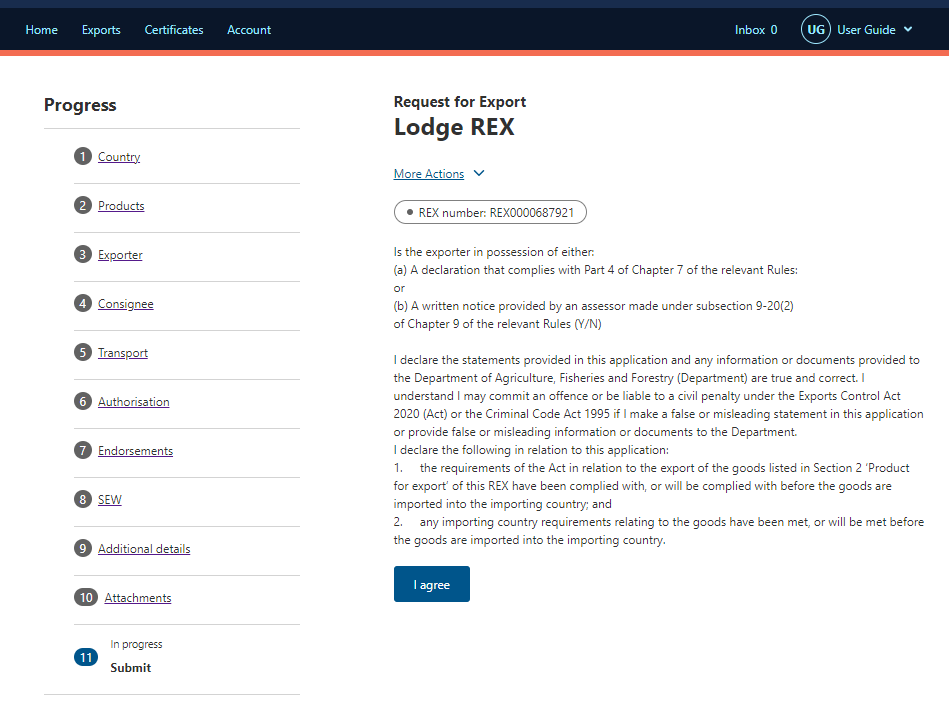 Home Exports Certificates Account Inbox 0 UG User Guide
Progress
1 Country
2 Products
3 Exporter
4 Consignee
5 Transport
6 Authorisation
7 Endorsements
8 SEW
9 Additional details
10 Attachments
11 In progress
Submit
Request for Export
Lodge REX
More Actions
REX number: REX0000687921
Is the exporter in possession of either:
(a) A declaration that complies with Part 4 of Chapter 7 of the relevant Rules:
or
(b) A written notice provided by an assessor made under subsection 9-20(2)
of Chapter 9 of the relevant Rules (Y/N)
I declare the statements provided in this application and any information or documents provided to
the Department of Agriculture, Fisheries and Forestry (Department) are true and correct. I
understand I may commit an offence or be liable to a civil penalty under the Exports Control Act
2020 (Act) or the Criminal Code Act 1995 if I make a false or misleading statement in this application
or provide false or misleading information or documents to the Department.
I declare the following in relation to this application:
1. the requirements of the Act in relation to the export of the goods listed in Section 2 ‘Product
for export’ of this REX have been complied with, or will be complied with before the goods are
imported into the importing country; and
2. any importing country requirements relating to the goods have been met, or will be met before
the goods are imported into the importing country.
I agree